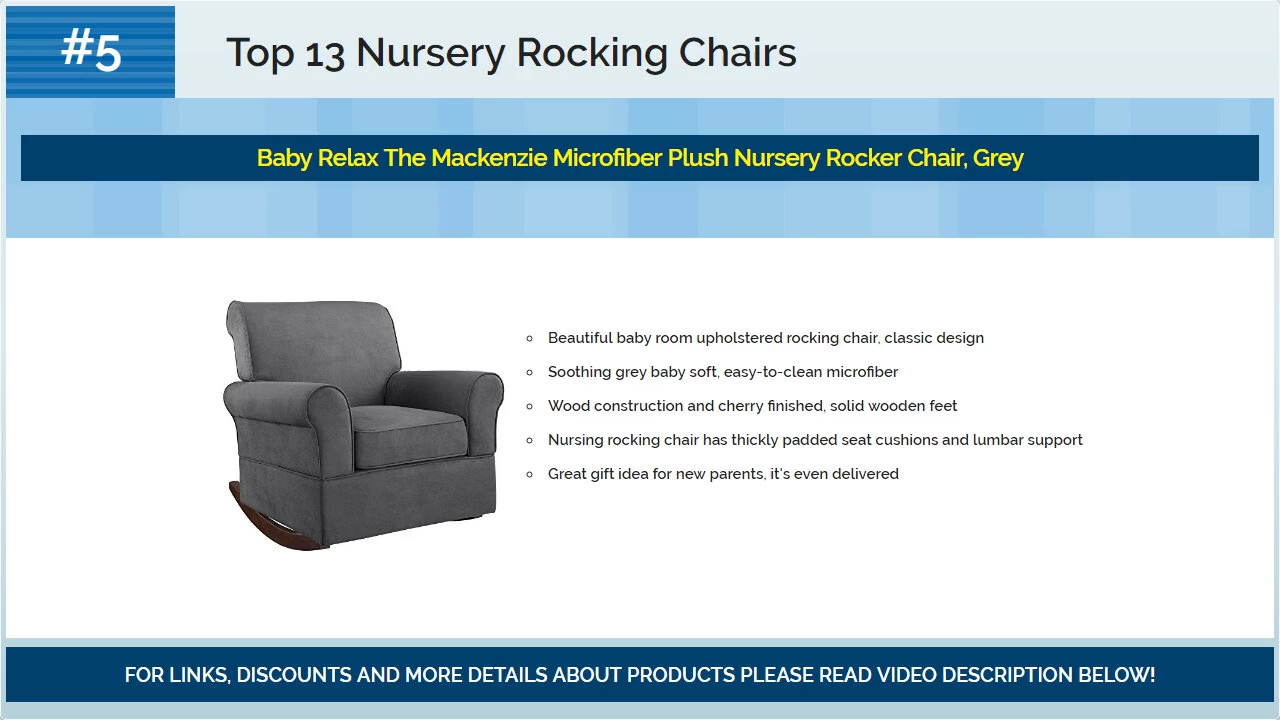 #5
Top 13 Nursery Rocking Chairs
Baby Relax The Mackenzie Microfiber Plush Nursery Rocker Chair, Grey
Beautiful baby room upholstered rocking chair, classic design
Soothing grey baby soft, easy-to-clean microfiber
Wood construction and cherry finished, solid wooden feet
Nursing rocking chair has thickly padded seat cushions and lumbar support
Great gift idea for new parents, it's even delivered
FOR LINKS, DISCOUNTS AND MORE DETAILS ABOUT PRODUCTS PLEASE READ VIDEO DESCRIPTION BELOW!